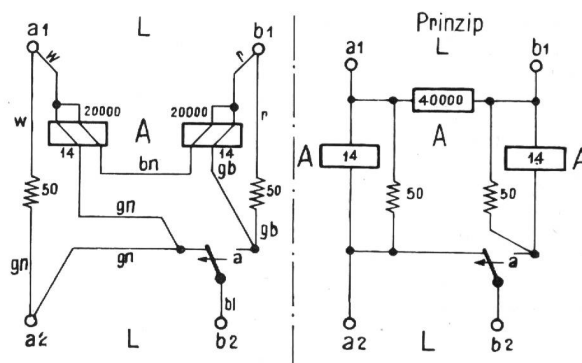 a1 L b1
w r
20000 20000
A
w r
14 14
bn gb
50 50
gn gb
gn gn
a
bl
a2 L b2
Prinzip
a1 L b1
40000
A
A 14 14 A
50 50
a
a2 L b2